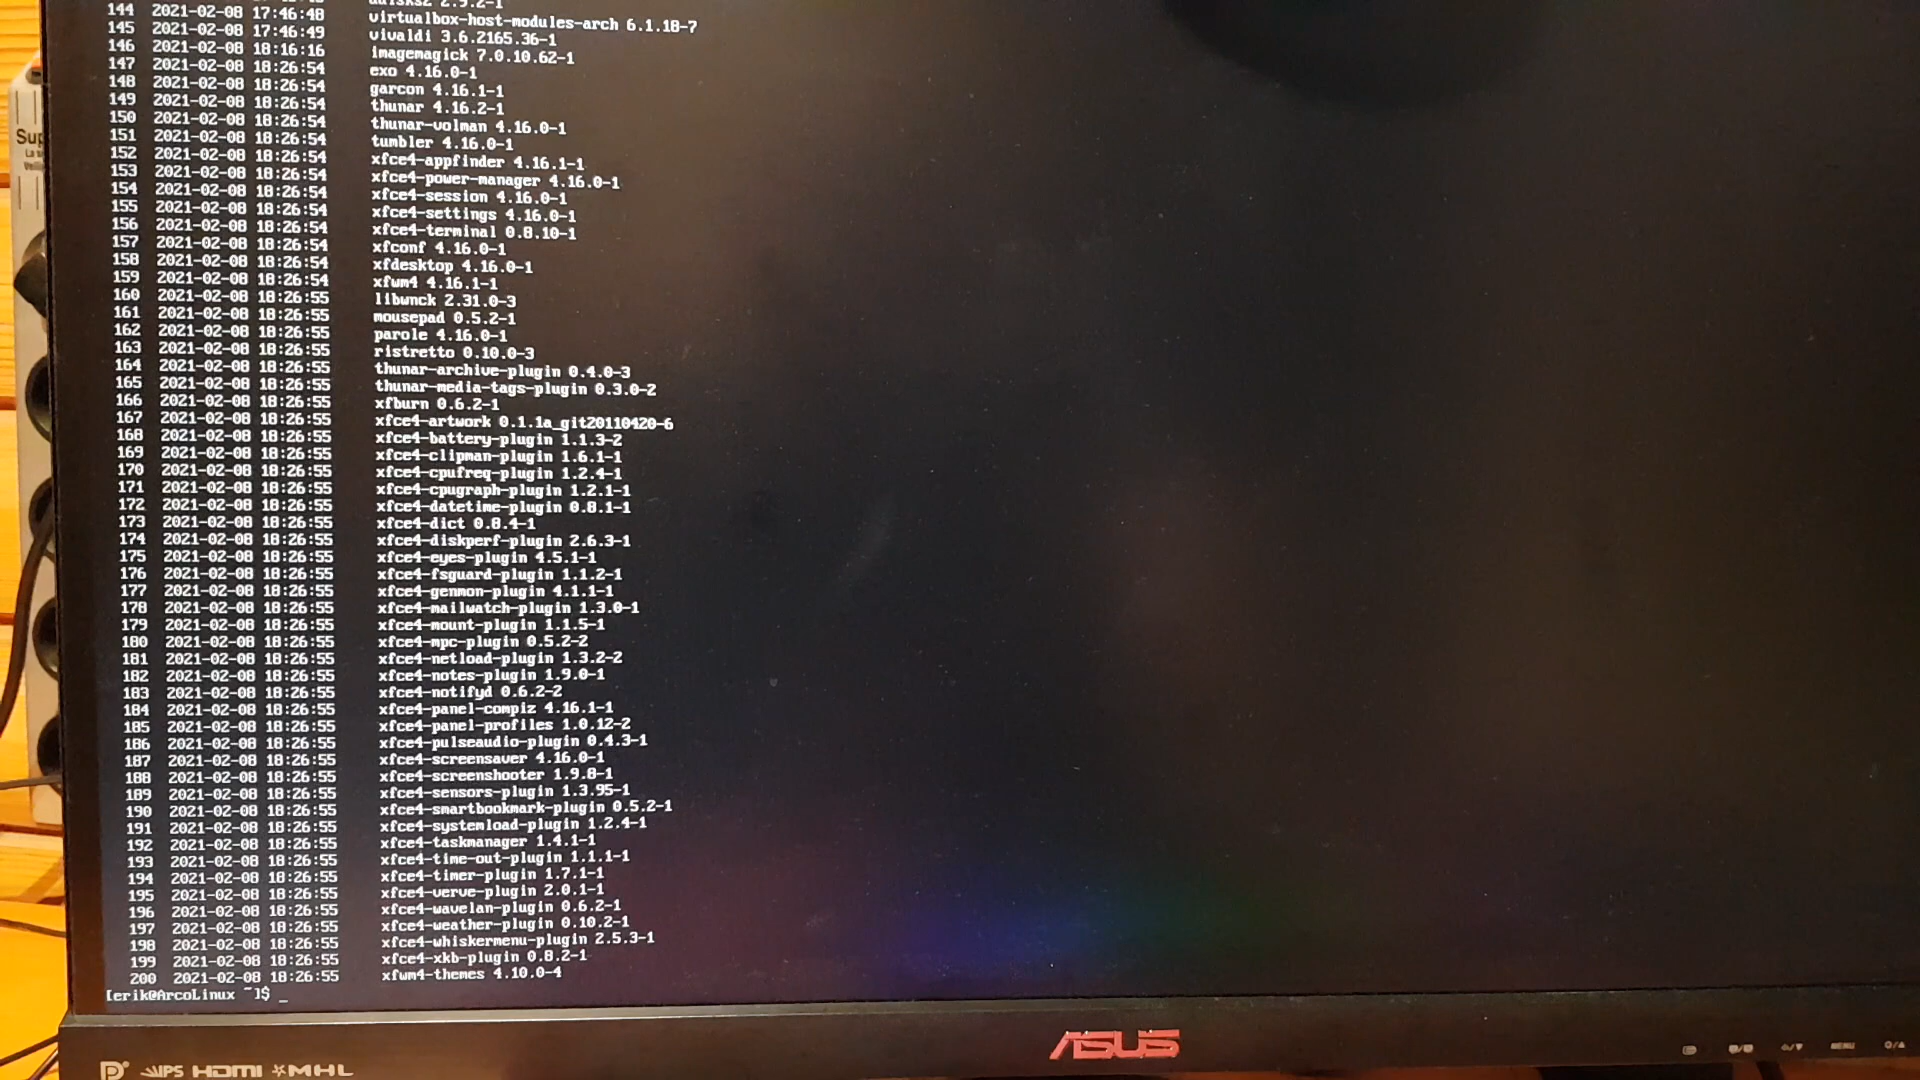 144 2021-02-08 17:46:48 virtualbox-host-modules-arch 6.1.18-7
145 2021-02-08 17:46:49 vivaldi 3.6.2165.36-1
146 2021-02-08 18:16:16 imagemagick 7.0.10.62-1
147 2021-02-08 18:26:54 exo 4.16.0-1
148 2021-02-08 18:26:54 garcon 4.16.1-1
149 2021-02-08 18:26:54 thunar 4.16.2-1
150 2021-02-08 18:26:54 thunar-volman 4.16.0-1
151 2021-02-08 18:26:54 tumbler 4.16.0-1
152 2021-02-08 18:26:54 xfce4-appfinder 4.16.1-1
153 2021-02-08 18:26:54 xfce4-power-manager 4.16.0-1
154 2021-02-08 18:26:54 xfce4-session 4.16.0-1
155 2021-02-08 18:26:54 xfce4-settings 4.16.0-1
156 2021-02-08 18:26:54 xfce4-terminal 0.8.10-1
157 2021-02-08 18:26:54 xfconf 4.16.0-1
158 2021-02-08 18:26:54 xfdesktop 4.16.0-1
159 2021-02-08 18:26:54 xfwm4 4.16.1-1
160 2021-02-08 18:26:55 libwnck 2.31.0-3
161 2021-02-08 18:26:55 mousepad 0.5.2-1
162 2021-02-08 18:26:55 parole 4.16.0-1
163 2021-02-08 18:26:55 ristretto 0.10.0-3
164 2021-02-08 18:26:55 thunar-archive-plugin 0.4.0-3
165 2021-02-08 18:26:55 thunar-media-tags-plugin 0.3.0-2
166 2021-02-08 18:26:55 xfburn 0.6.2-1
167 2021-02-08 18:26:55 xfce4-artwork 0.1.1a_git20110420-6
168 2021-02-08 18:26:55 xfce4-battery-plugin 1.1.3-2
169 2021-02-08 18:26:55 xfce4-clipman-plugin 1.6.1-1
170 2021-02-08 18:26:55 xfce4-cpufreq-plugin 1.2.4-1
171 2021-02-08 18:26:55 xfce4-cpugraph-plugin 1.2.1-1
172 2021-02-08 18:26:55 xfce4-datetime-plugin 0.8.1-1
173 2021-02-08 18:26:55 xfce4-dict 0.8.4-1
174 2021-02-08 18:26:55 xfce4-diskperf-plugin 2.6.3-1
175 2021-02-08 18:26:55 xfce4-eyes-plugin 4.5.1-1
176 2021-02-08 18:26:55 xfce4-fsguard-plugin 1.1.2-1
177 2021-02-08 18:26:55 xfce4-genmon-plugin 4.1.1-1
178 2021-02-08 18:26:55 xfce4-mailwatch-plugin 1.3.0-1
179 2021-02-08 18:26:55 xfce4-mount-plugin 1.1.5-1
180 2021-02-08 18:26:55 xfce4-mpc-plugin 0.5.2-2
181 2021-02-08 18:26:55 xfce4-netload-plugin 1.3.2-2
182 2021-02-08 18:26:55 xfce4-notes-plugin 1.9.0-1
183 2021-02-08 18:26:55 xfce4-notifyd 0.6.2-2
184 2021-02-08 18:26:55 xfce4-panel-compiz 4.16.1-1
185 2021-02-08 18:26:55 xfce4-panel-profiles 1.0.12-2
186 2021-02-08 18:26:55 xfce4-pulseaudio-plugin 0.4.3-1
187 2021-02-08 18:26:55 xfce4-screensaver 4.16.0-1
188 2021-02-08 18:26:55 xfce4-screenshooter 1.9.8-1
189 2021-02-08 18:26:55 xfce4-sensors-plugin 1.3.95-1
190 2021-02-08 18:26:55 xfce4-smartbookmark-plugin 0.5.2-1
191 2021-02-08 18:26:55 xfce4-systemload-plugin 1.2.4-1
192 2021-02-08 18:26:55 xfce4-taskmanager 1.4.1-1
193 2021-02-08 18:26:55 xfce4-time-out-plugin 1.1.1-1
194 2021-02-08 18:26:55 xfce4-timer-plugin 1.7.1-1
195 2021-02-08 18:26:55 xfce4-verve-plugin 2.0.1-1
196 2021-02-08 18:26:55 xfce4-wavelan-plugin 0.6.2-1
197 2021-02-08 18:26:55 xfce4-weather-plugin 0.10.2-1
198 2021-02-08 18:26:55 xfce4-whiskermenu-plugin 2.5.3-1
199 2021-02-08 18:26:55 xfce4-xkb-plugin 0.8.2-1
200 2021-02-08 18:26:55 xfwm4-themes 4.10.0-4
[erik@ArcoLinux ~]$ _
ASUS
IPS HDMI MHL
MENU
Sup